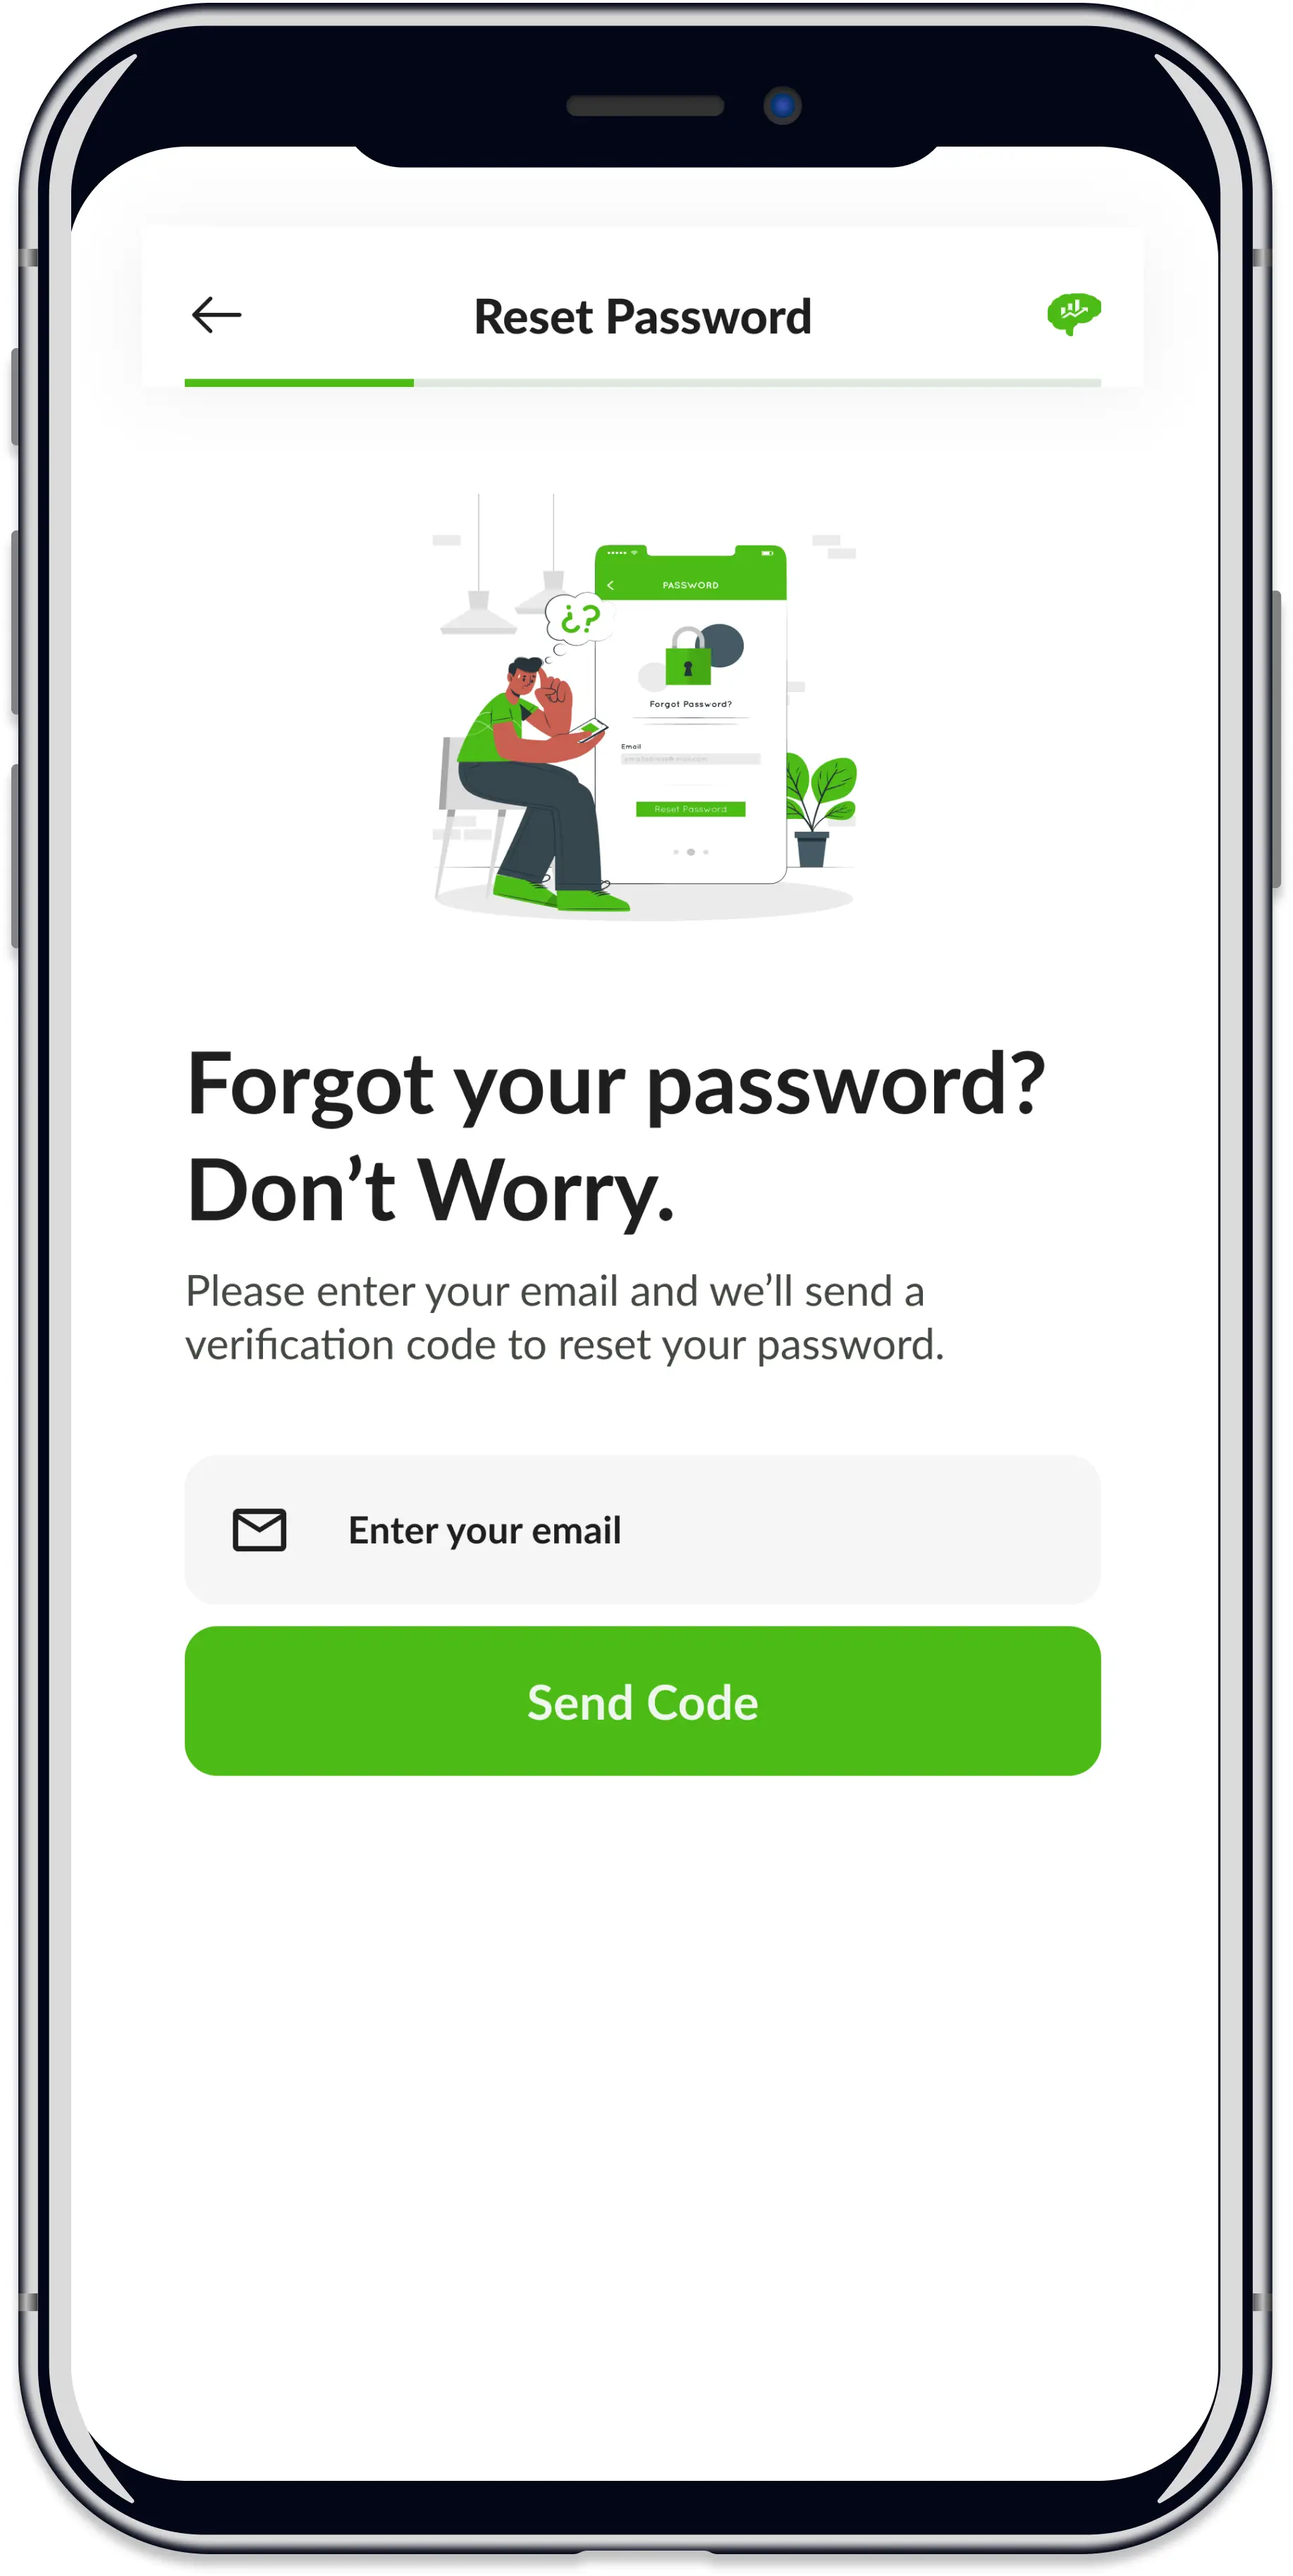 Reset Password
PASSWORD
¿?
Forgot Password?
Email
Reset Password
Forgot your password?
Don’t Worry.
Please enter your email and we’ll send a
verification code to reset your password.
Enter your email
Send Code